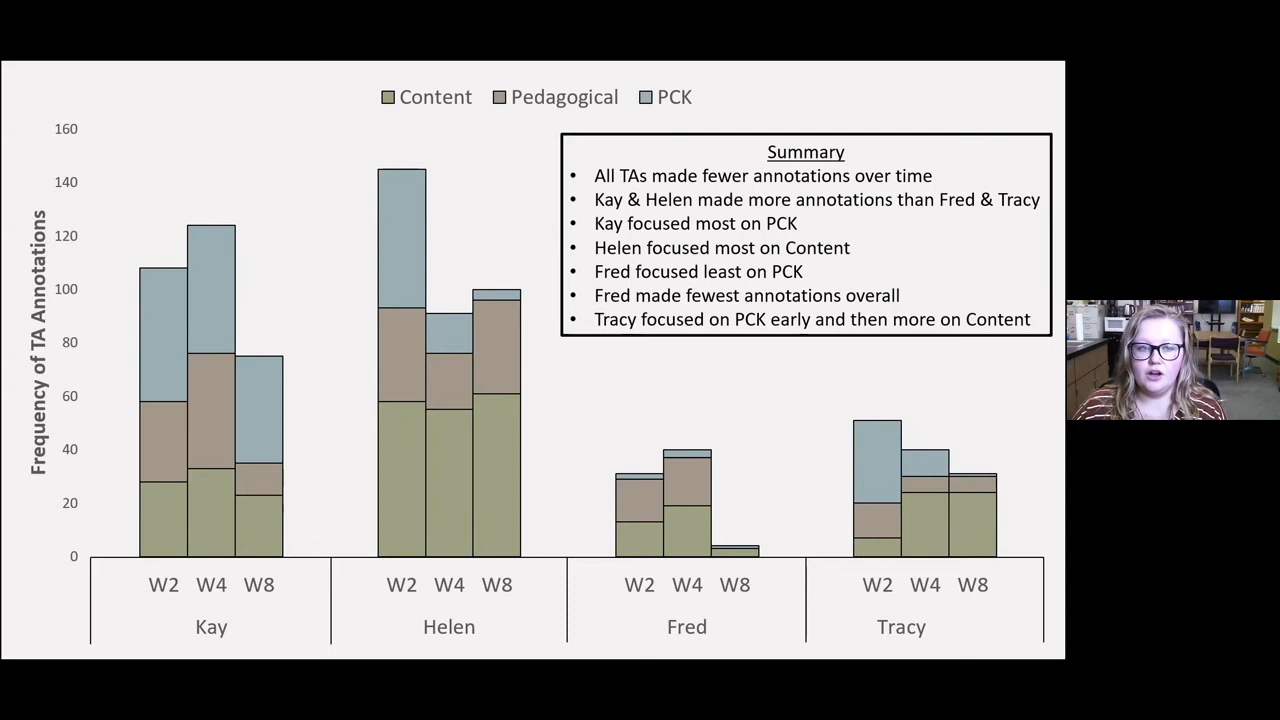 Content Pedagogical PCK
160
140
120
100
80
60
40
20
0
Frequency of TA Annotations
Summary
• All TAs made fewer annotations over time
• Kay & Helen made more annotations than Fred & Tracy
• Kay focused most on PCK
• Helen focused most on Content
• Fred focused least on PCK
• Fred made fewest annotations overall
• Tracy focused on PCK early and then more on Content
W2 W4 W8 W2 W4 W8 W2 W4 W8 W2 W4 W8
Kay Helen Fred Tracy